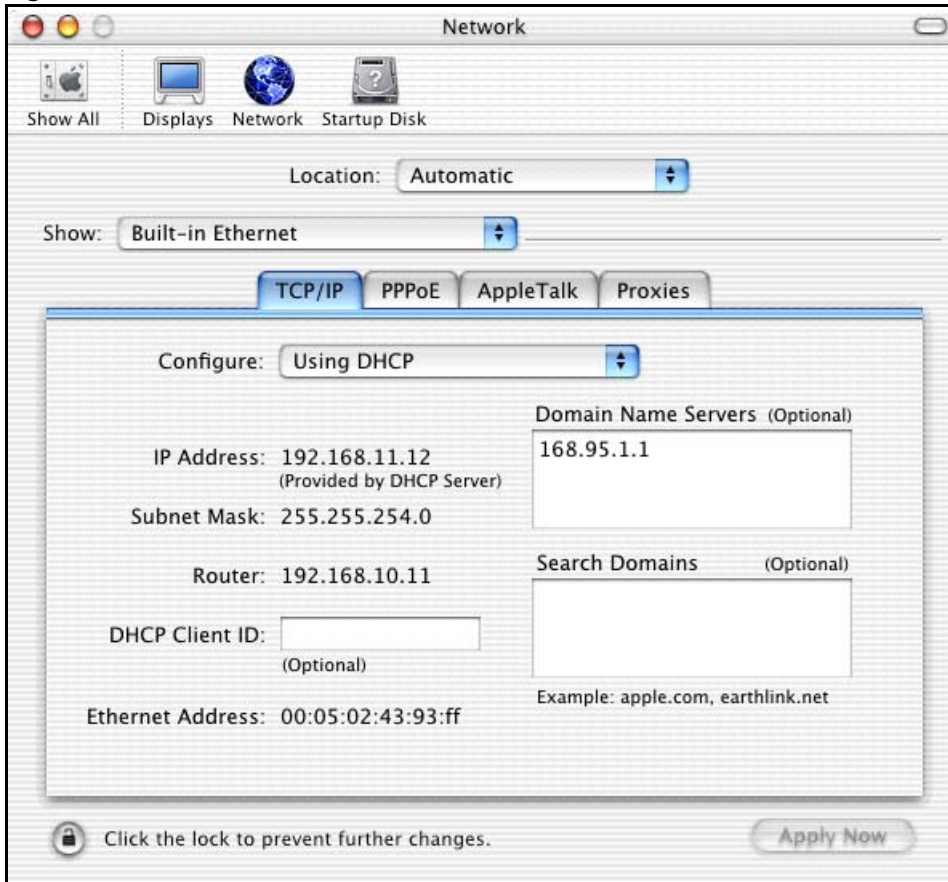 Network
Show All
Displays
Network
Startup Disk
Location: Automatic
Show: Built-in Ethernet
TCP/IP
PPPoE
AppleTalk
Proxies
Configure: Using DHCP
Domain Name Servers (Optional)
168.95.1.1
IP Address: 192.168.11.12
(Provided by DHCP Server)
Subnet Mask: 255.255.254.0
Router: 192.168.10.11
Search Domains (Optional)
DHCP Client ID:
(Optional)
Example: apple.com, earthlink.net
Ethernet Address: 00:05:02:43:93:ff
Click the lock to prevent further changes.
Apply Now